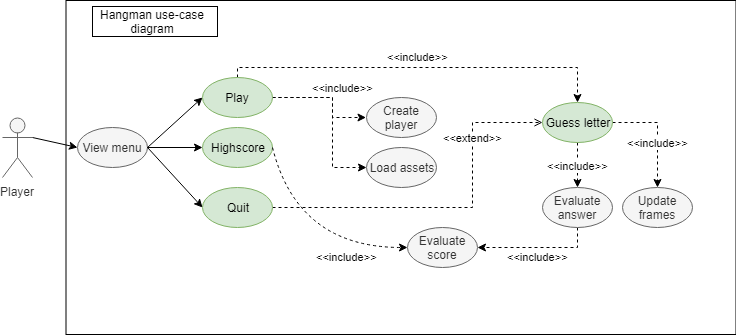 Hangman use-case
diagram
<<include>>
Play
<<include>>
Create
player
Guess letter
Player
View menu
Highscore
<<extend>>
<<include>>
Load assets
<<include>>
Quit
Evaluate
answer
Update
frames
Evaluate
score
<<include>>
<<include>>